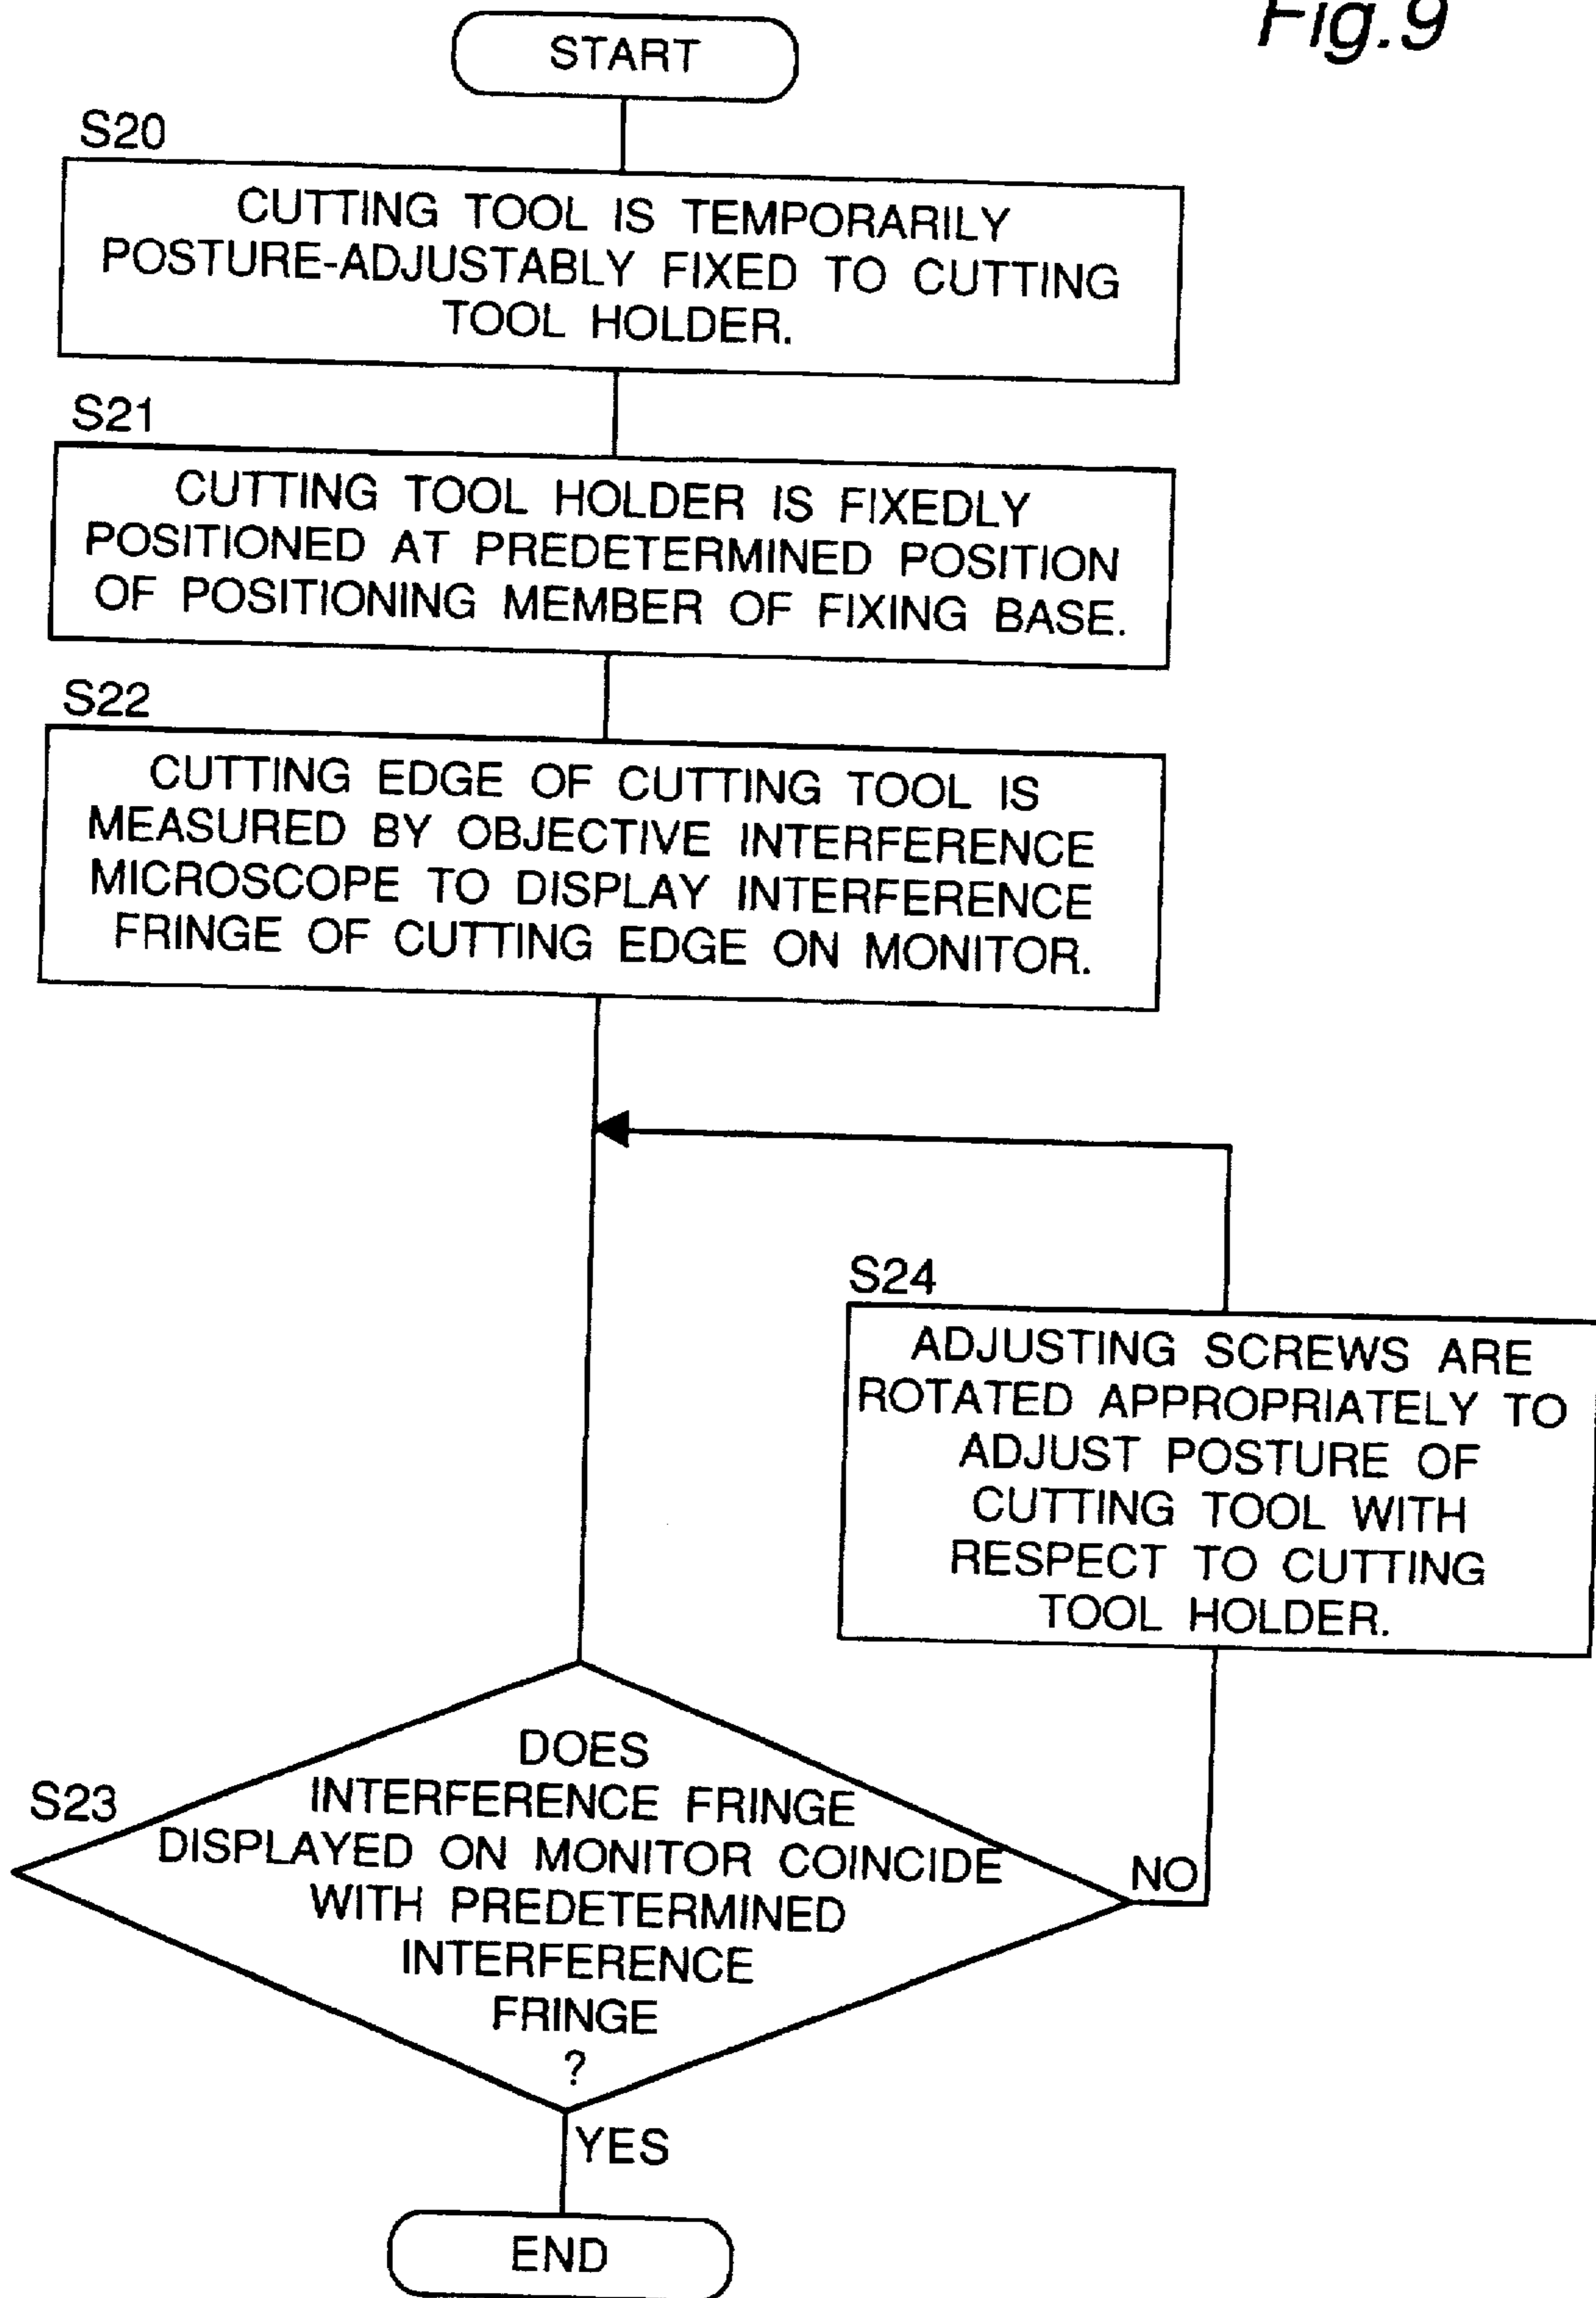 Fig.9
START
S20
CUTTING TOOL IS TEMPORARILY
POSTURE-ADJUSTABLY FIXED TO CUTTING
TOOL HOLDER.
S21
CUTTING TOOL HOLDER IS FIXEDLY
POSITIONED AT PREDETERMINED POSITION
OF POSITIONING MEMBER OF FIXING BASE.
S22
CUTTING EDGE OF CUTTING TOOL IS
MEASURED BY OBJECTIVE INTERFERENCE
MICROSCOPE TO DISPLAY INTERFERENCE
FRINGE OF CUTTING EDGE ON MONITOR.
S24
ADJUSTING SCREWS ARE
ROTATED APPROPRIATELY TO
ADJUST POSTURE OF
CUTTING TOOL WITH
RESPECT TO CUTTING
TOOL HOLDER.
S23
DOES
INTERFERENCE FRINGE
DISPLAYED ON MONITOR COINCIDE
WITH PREDETERMINED
INTERFERENCE
FRINGE
?
NO
YES
END